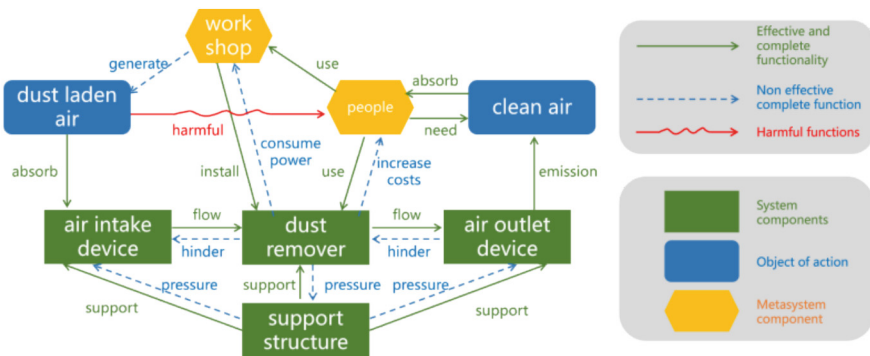 work
shop
generate
use
absorb
dust laden
air
people
clean air
harmful
need
consume
power
increase
costs
absorb
install
use
emission
air intake
device
flow
hinder
dust
remover
flow
hinder
air outlet
device
pressure
support
pressure
pressure
support
support
support
structure
Effective and
complete
functionality
Non effective
complete function
Harmful functions
System
components
Object of action
Metasystem
component